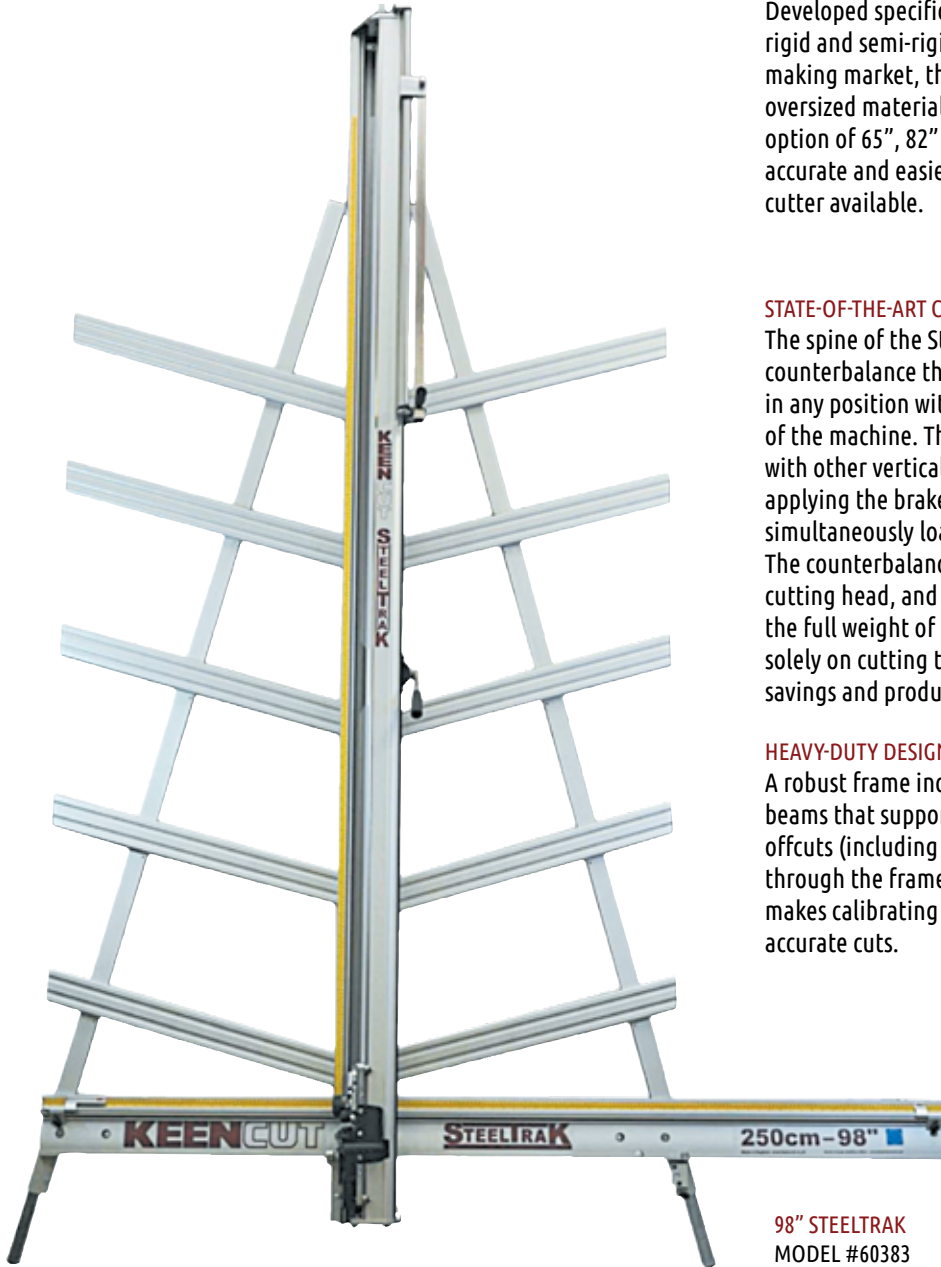 Developed specific
rigid and semi-rigi
making market, th
oversized material
option of 65”, 82”
accurate and easie
cutter available.
STATE-OF-THE-ART C
The spine of the St
counterbalance th
in any position wit
of the machine. Th
with other vertical
applying the brake
simultaneously loa
The counterbalanc
cutting head, and
the full weight of
solely on cutting t
savings and produ
HEAVY-DUTY DESIGN
A robust frame inc
beams that suppor
offcuts (including
through the frame
makes calibrating
accurate cuts.
KEENCUT STEELTRAK
KEENCUT
STEELTRAK
250cm–98"
98” STEELTRAK
MODEL #60383